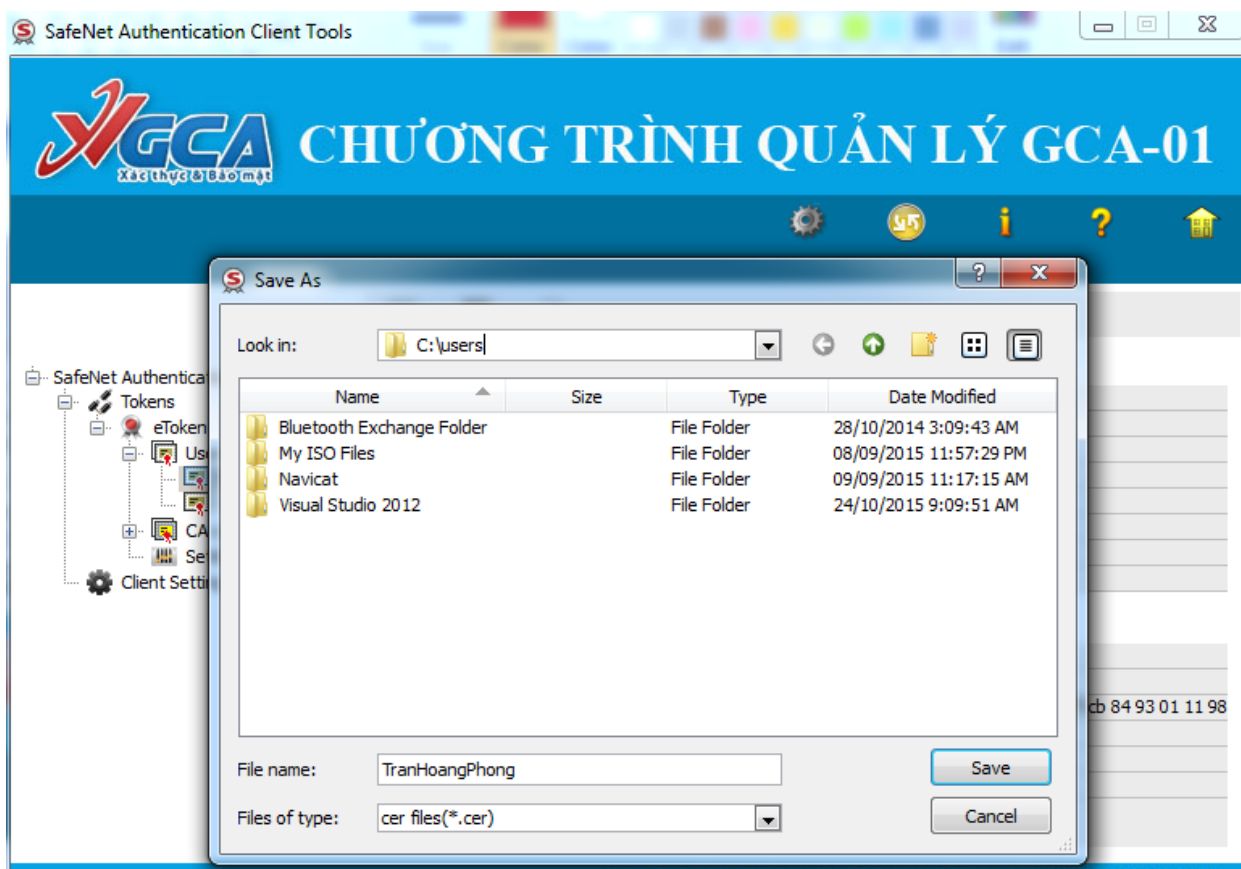 SafeNet Authentication Client Tools
YGCA
Xác thực & Bảo mật
CHƯƠNG TRÌNH QUẢN LÝ GCA-01
Save As
Look in: C:\users
Name Size Type Date Modified
Bluetooth Exchange Folder File Folder 28/10/2014 3:09:43 AM
My ISO Files File Folder 08/09/2015 11:57:29 PM
Navicat File Folder 09/09/2015 11:17:15 AM
Visual Studio 2012 File Folder 24/10/2015 9:09:51 AM
SafeNet Authentica
Tokens
eToken
Use
CA
Se
Client Setti
cb 84 93 01 11 98
File name: TranHoangPhong
Save
Files of type: cer files(*.cer)
Cancel